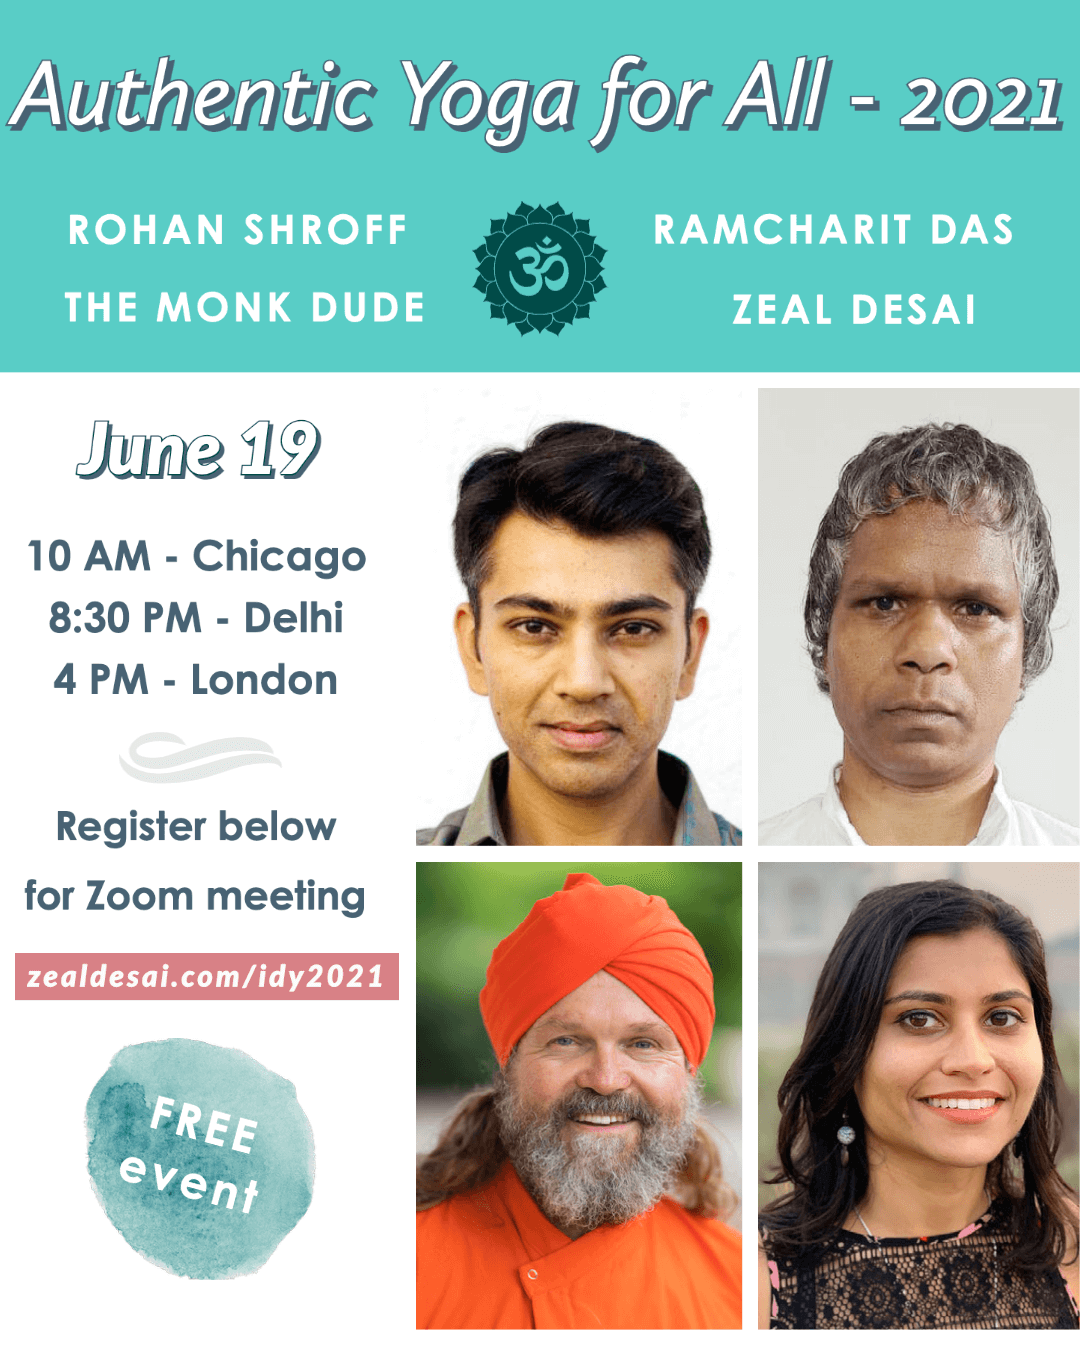 Authentic Yoga for All - 2021
ROHAN SHROFF
THE MONK DUDE
ॐ
RAMCHARIT DAS
ZEAL DESAI
June 19
10 AM - Chicago
8:30 PM - Delhi
4 PM - London
Register below
for Zoom meeting
zealdesai.com/idy2021
FREE
event